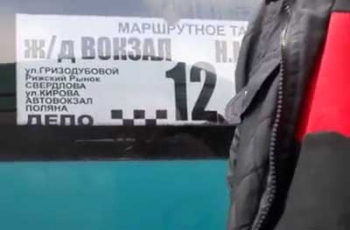 МАРШРУТНОЕ ТА
Ж/Д ВОКЗАЛ Н.
ул.ГРИЗОДУБОВОЙ
Рижский Рынок
СВЕРДЛОВА
ул.КИРОВА
АВТОВОКЗАЛ
ПОЛЯНА
ДЕПО
12